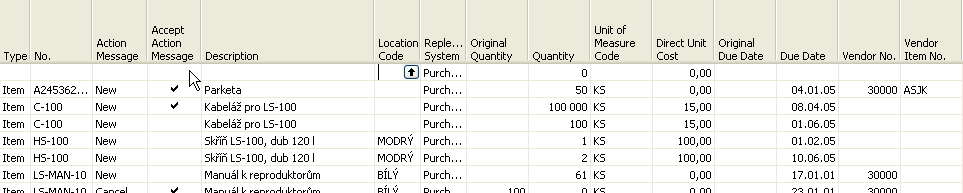 Type No. Action Message Accept Action Message Description Location Code Reple... System Original Quantity Quantity Unit of Measure Code Direct Unit Cost Original Due Date Due Date Vendor No. Vendor Item No.
Purch... 0 0,00
Item A245362... New ✔ Parketa Purch... 50 KS 0,00 04.01.05 30000 ASJK
Item C-100 New ✔ Kabeláž pro LS-100 Purch... 100 000 KS 15,00 08.04.05
Item C-100 New Kabeláž pro LS-100 Purch... 100 KS 15,00 01.06.05
Item HS-100 New Skříň LS-100, dub 120 l MODRÝ Purch... 1 KS 100,00 02.06.05
Item HS-100 New Skříň LS-100, dub 120 l MODRÝ Purch... 2 KS 100,00 10.06.05
Item LS-MAN-10 New Manuál k reproduktorům BÍLÝ Purch... 61 KS 0,00 17.01.01 30000
Item LS-MAN-10 Cancel ✔ Manuál k reproduktorům BÍLÝ Purch... 100 0 KS 0,00 23.01.01 30000